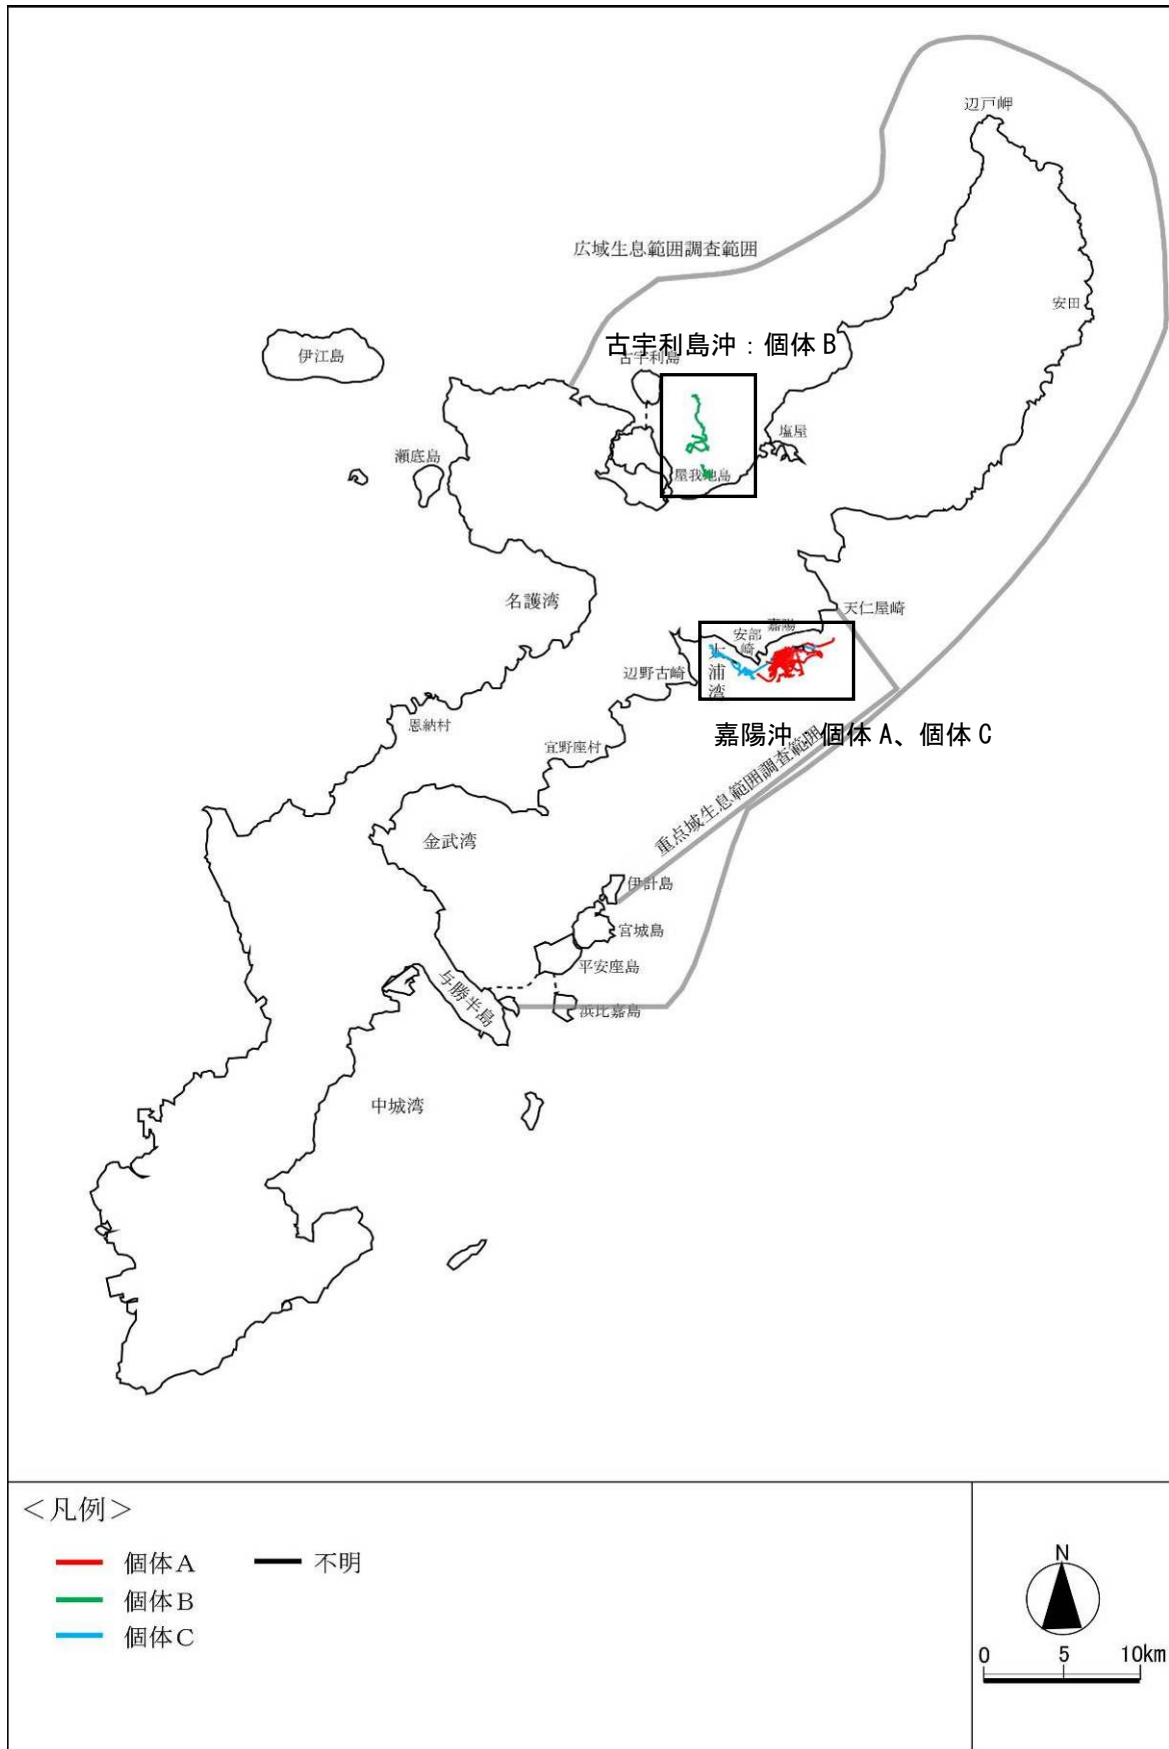 辺戸岬
広域生息範囲調査範囲
安田
古宇利島沖：個体 B
伊江島
古宇利島
塩屋
瀬底島
屋我地島
名護湾
天仁屋崎
嘉陽
安部崎
大浦湾
辺野古崎
嘉陽沖：個体 A、個体 C
恩納村
宜野座村
重点域生息範囲調査範囲
金武湾
伊計島
宮城島
平安座島
与勝半島
浜比嘉島
中城湾
＜凡例＞
個体A
不明
個体B
個体C
N
0 5 10km